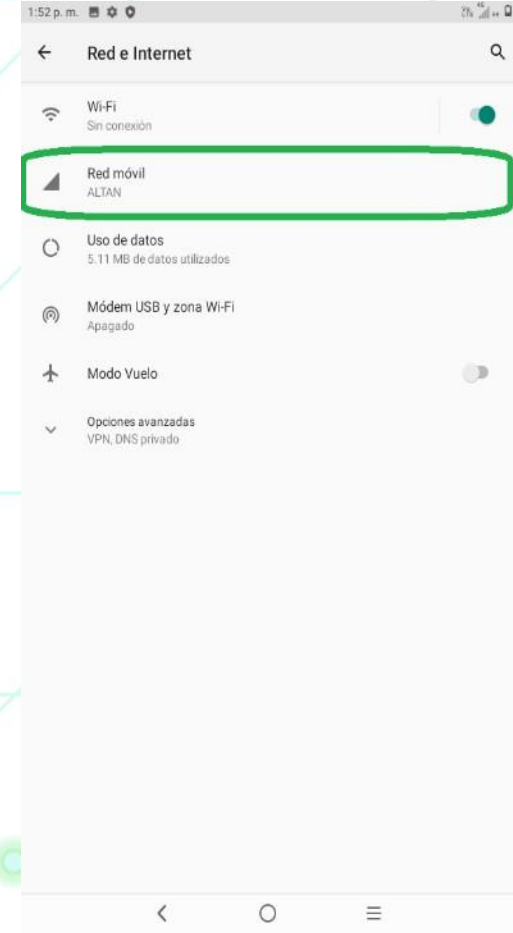 1:52 p. m.
Red e Internet
Wi-Fi
Sin conexión
Red móvil
ALTAN
Uso de datos
5.11 MB de datos utilizados
Módem USB y zona Wi-Fi
Apagado
Modo Vuelo
Opciones avanzadas
VPN, DNS privado